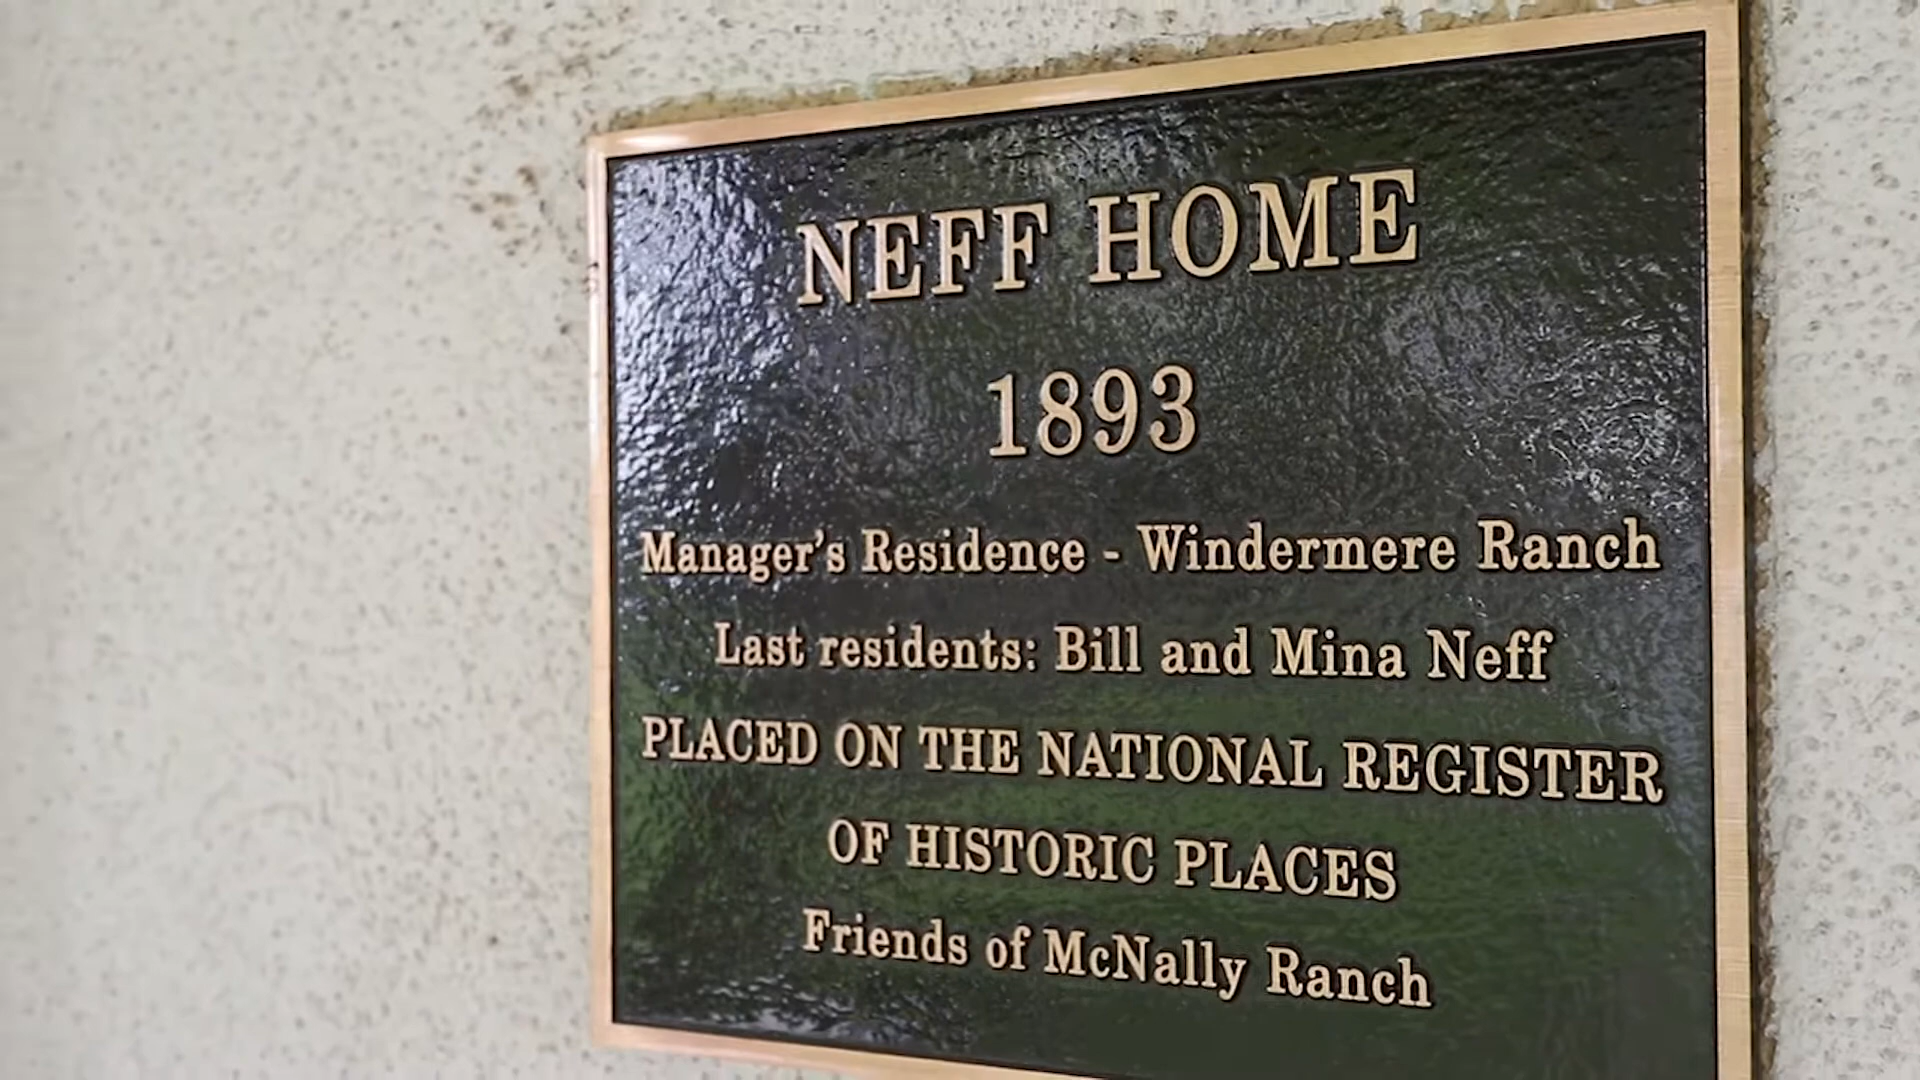 NEFF HOME
1893
Manager's Residence - Windermere Ranch
Last residents: Bill and Mina Neff
PLACED ON THE NATIONAL REGISTER
OF HISTORIC PLACES
Friends of McNally Ranch